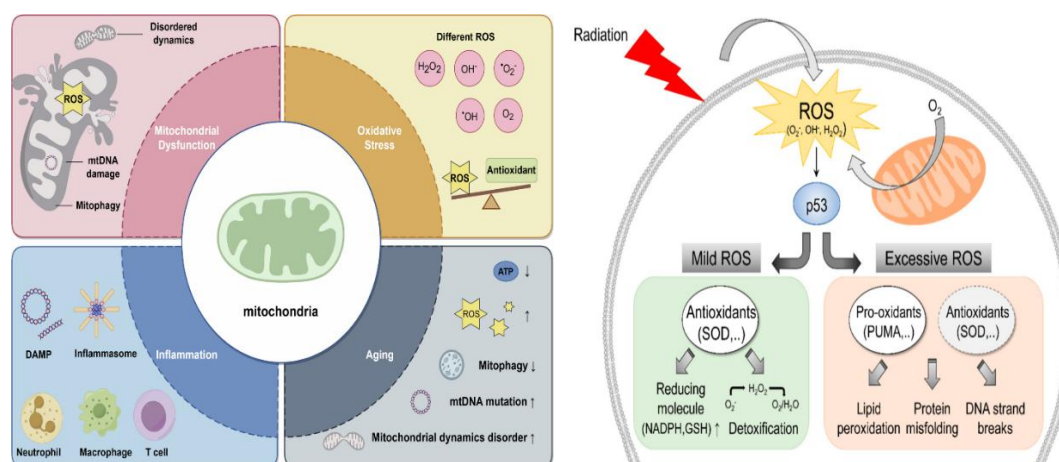 Disordered
dynamics
ROS
mtDNA
damage
Mitophagy
Mitochondrial
Dysfunction
Different ROS
H₂O₂
OH⁻
•O₂⁻
•OH
O₂
ROS
Antioxidant
Oxidative
Stress
mitochondria
DAMP
Inflammasome
Inflammation
Neutrophil
Macrophage
T cell
ATP ↓
ROS ↑
Mitophagy ↓
mtDNA mutation ↑
Mitochondrial dynamics disorder ↑
Aging
Radiation
ROS
(O₂⁻, OH⁻, H₂O₂)
O₂
p53
Mild ROS
Excessive ROS
Antioxidants
(SOD,..)
Reducing
molecule
(NADPH,GSH) ↑
H₂O₂
O₂⁻
O₂/H₂O
Detoxification
Pro-oxidants
(PUMA,..)
Antioxidants
(SOD,..)
Lipid
peroxidation
Protein
misfolding
DNA strand
breaks